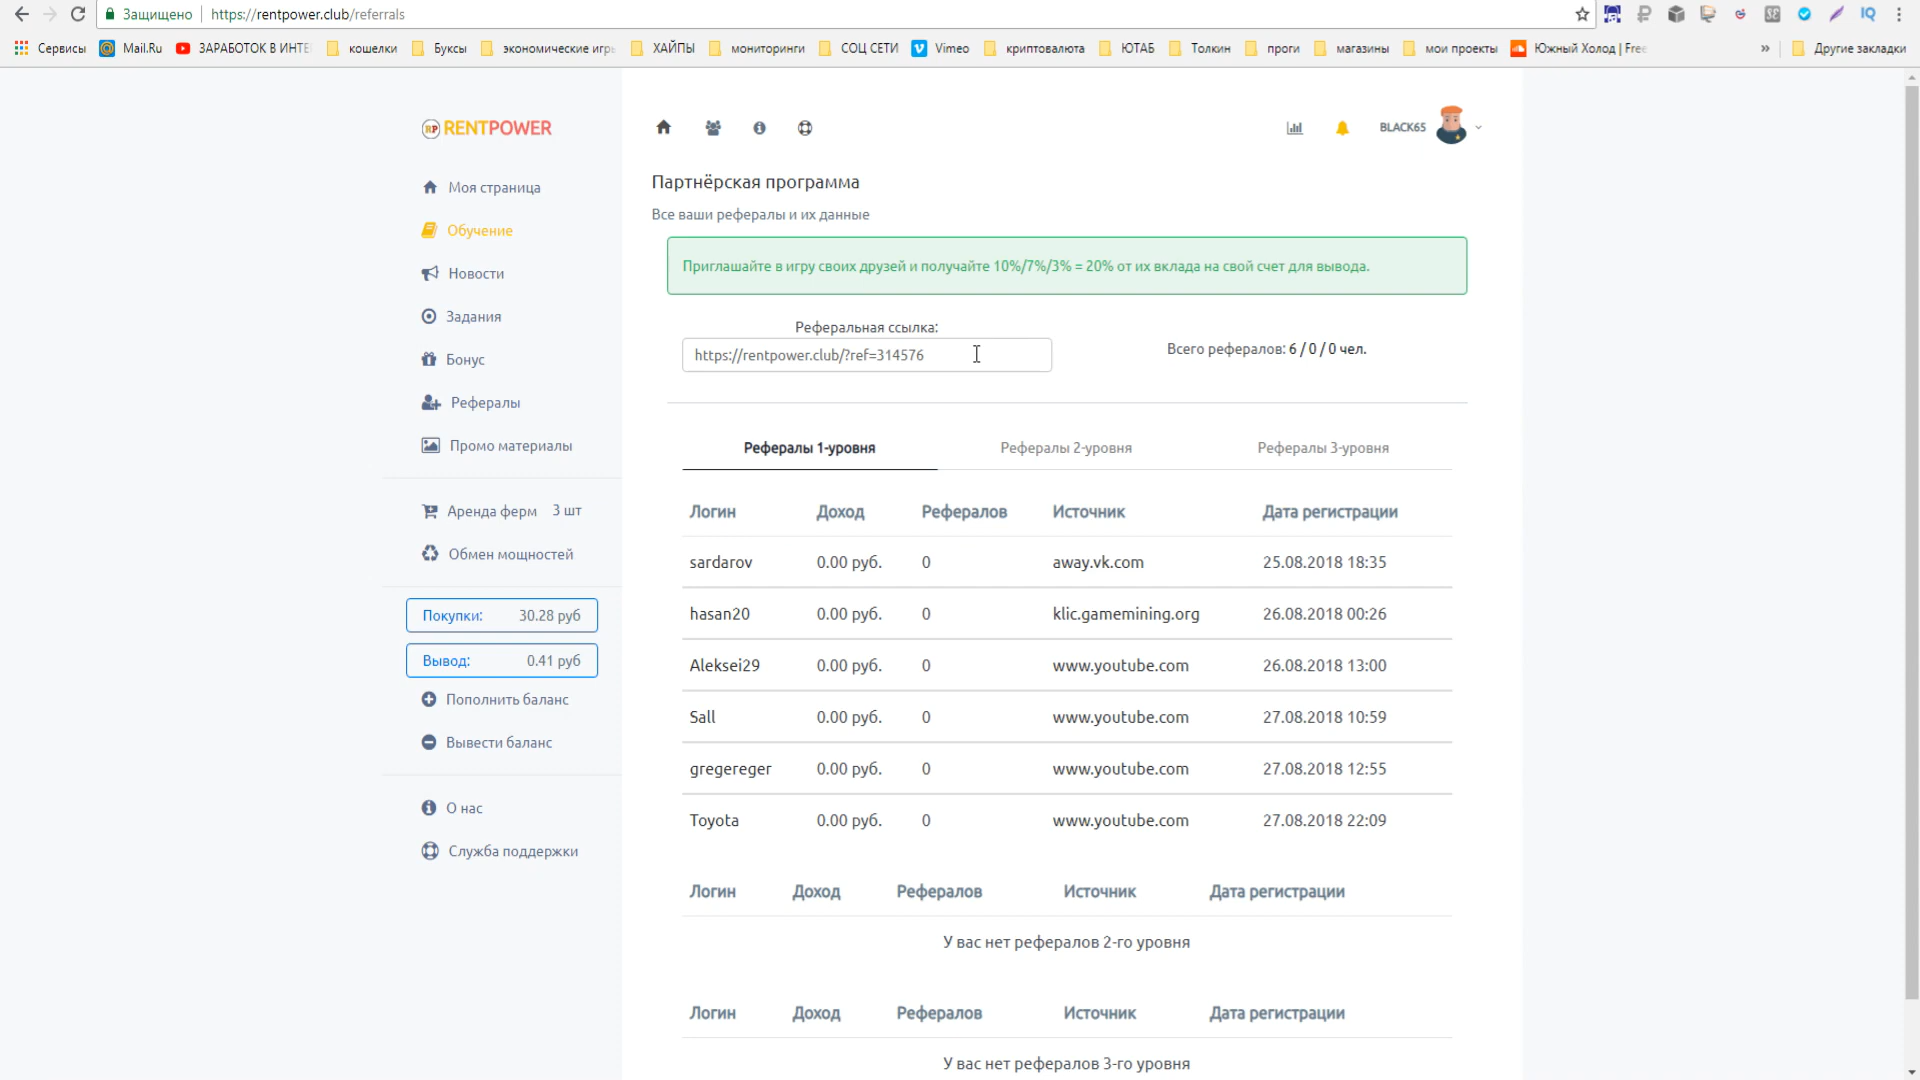 Защищено https://rentpower.club/referrals
Сервисы Mail.Ru ЗАРАБОТОК В ИНТЕ кошелки Буксы экономические игры ХАЙПЫ мониторинги СОЦ СЕТИ Vimeo криптовалюта ЮТАБ Толкин проги магазины мои проекты Южный Холод | Free » Другие закладки
RP RENTPOWER
BLACK65
Моя страница
Обучение
Новости
Задания
Бонус
Рефералы
Промо материалы
Аренда ферм 3 шт
Обмен мощностей
Покупки: 30.28 руб
Вывод: 0.41 руб
Пополнить баланс
Вывести баланс
О нас
Служба поддержки
Партнёрская программа
Все ваши рефералы и их данные
Приглашайте в игру своих друзей и получайте 10%/7%/3% = 20% от их вклада на свой счет для вывода.
Реферальная ссылка:
https://rentpower.club/?ref=314576
Всего рефералов: 6 / 0 / 0 чел.
Рефералы 1-уровня Рефералы 2-уровня Рефералы 3-уровня
Логин Доход Рефералов Источник Дата регистрации
sardarov 0.00 руб. 0 away.vk.com 25.08.2018 18:35
hasan20 0.00 руб. 0 klic.gamemining.org 26.08.2018 00:26
Aleksei29 0.00 руб. 0 www.youtube.com 26.08.2018 13:00
Sall 0.00 руб. 0 www.youtube.com 27.08.2018 10:59
gregereger 0.00 руб. 0 www.youtube.com 27.08.2018 12:55
Toyota 0.00 руб. 0 www.youtube.com 27.08.2018 22:09
Логин Доход Рефералов Источник Дата регистрации
У вас нет рефералов 2-го уровня
Логин Доход Рефералов Источник Дата регистрации
У вас нет рефералов 3-го уровня